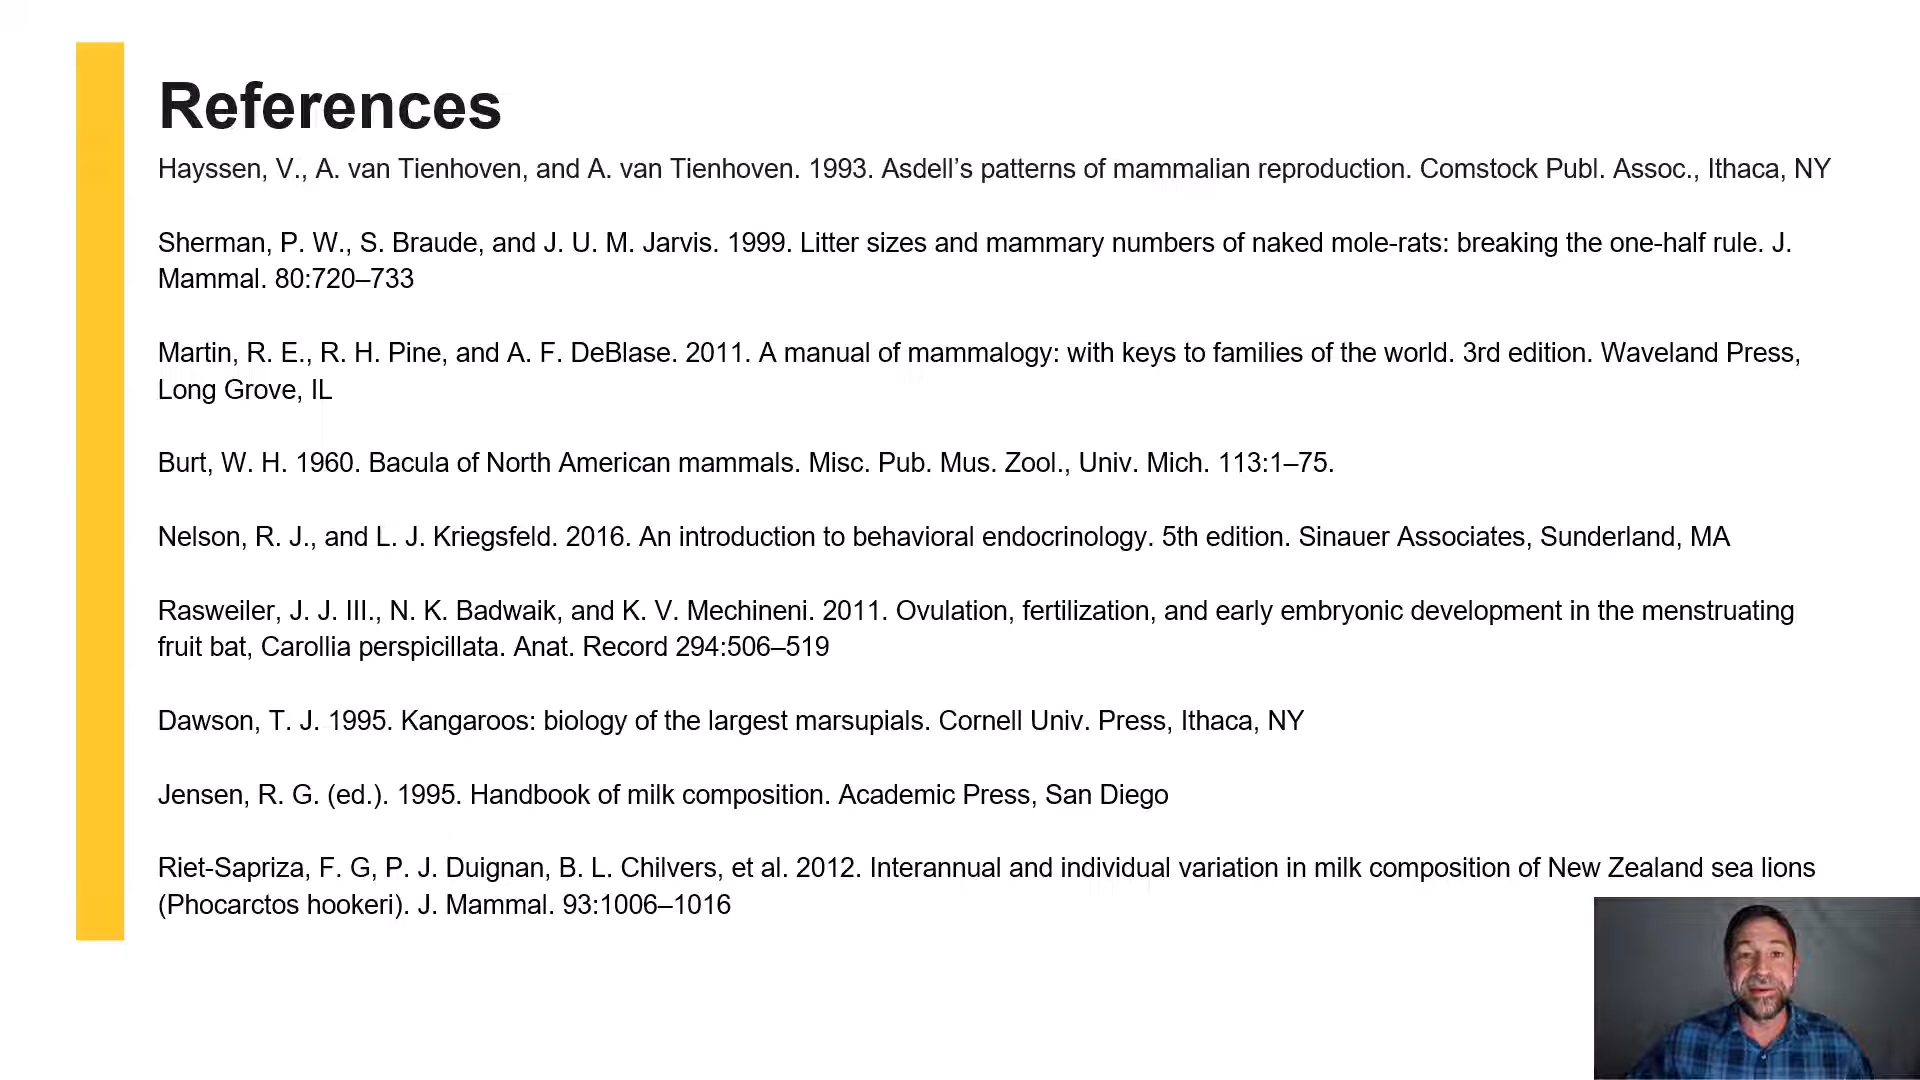 References
Hayssen, V., A. van Tienhoven, and A. van Tienhoven. 1993. Asdell’s patterns of mammalian reproduction. Comstock Publ. Assoc., Ithaca, NY
Sherman, P. W., S. Braude, and J. U. M. Jarvis. 1999. Litter sizes and mammary numbers of naked mole-rats: breaking the one-half rule. J.
Mammal. 80:720–733
Martin, R. E., R. H. Pine, and A. F. DeBlase. 2011. A manual of mammalogy: with keys to families of the world. 3rd edition. Waveland Press,
Long Grove, IL
Burt, W. H. 1960. Bacula of North American mammals. Misc. Pub. Mus. Zool., Univ. Mich. 113:1–75.
Nelson, R. J., and L. J. Kriegsfeld. 2016. An introduction to behavioral endocrinology. 5th edition. Sinauer Associates, Sunderland, MA
Rasweiler, J. J. III., N. K. Badwaik, and K. V. Mechineni. 2011. Ovulation, fertilization, and early embryonic development in the menstruating
fruit bat, Carollia perspicillata. Anat. Record 294:506–519
Dawson, T. J. 1995. Kangaroos: biology of the largest marsupials. Cornell Univ. Press, Ithaca, NY
Jensen, R. G. (ed.). 1995. Handbook of milk composition. Academic Press, San Diego
Riet-Sapriza, F. G, P. J. Duignan, B. L. Chilvers, et al. 2012. Interannual and individual variation in milk composition of New Zealand sea lions
(Phocarctos hookeri). J. Mammal. 93:1006–1016